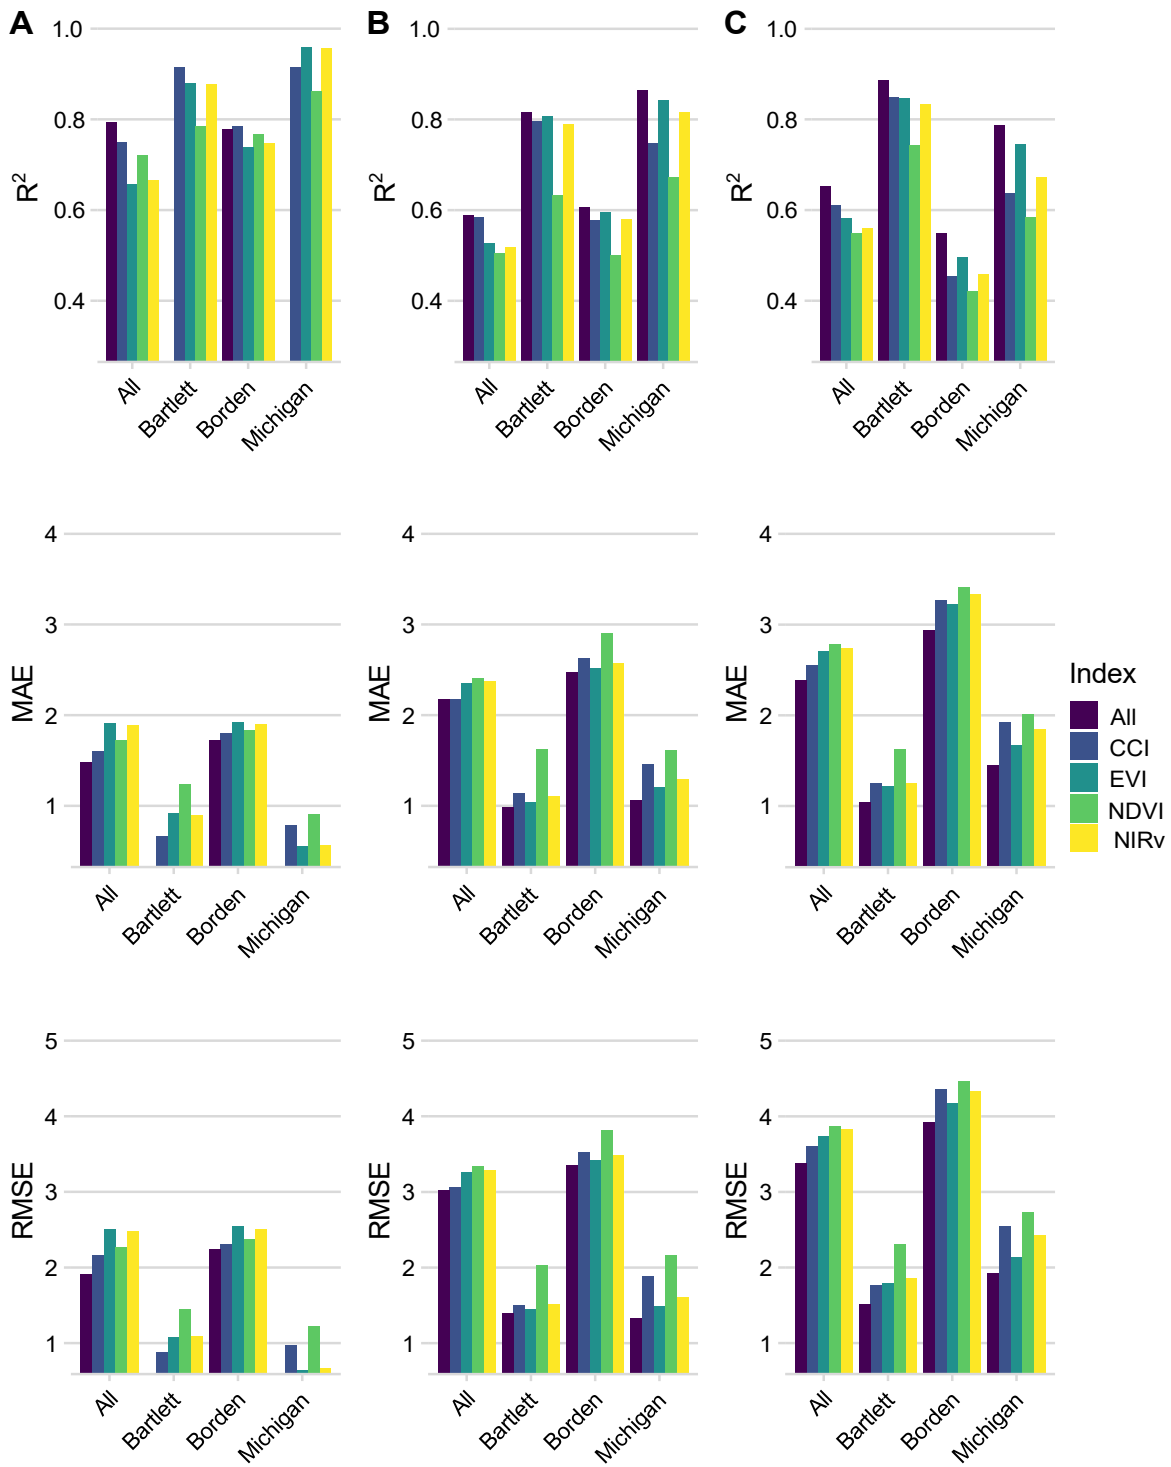 A
B
C
1.0
0.8
0.6
0.4
R²
All
Bartlett
Borden
Michigan
1.0
0.8
0.6
0.4
R²
All
Bartlett
Borden
Michigan
1.0
0.8
0.6
0.4
R²
All
Bartlett
Borden
Michigan
4
3
2
1
MAE
All
Bartlett
Borden
Michigan
4
3
2
1
MAE
All
Bartlett
Borden
Michigan
4
3
2
1
MAE
All
Bartlett
Borden
Michigan
Index
All
CCI
EVI
NDVI
NIRv
5
4
3
2
1
RMSE
All
Bartlett
Borden
Michigan
5
4
3
2
1
RMSE
All
Bartlett
Borden
Michigan
5
4
3
2
1
RMSE
All
Bartlett
Borden
Michigan